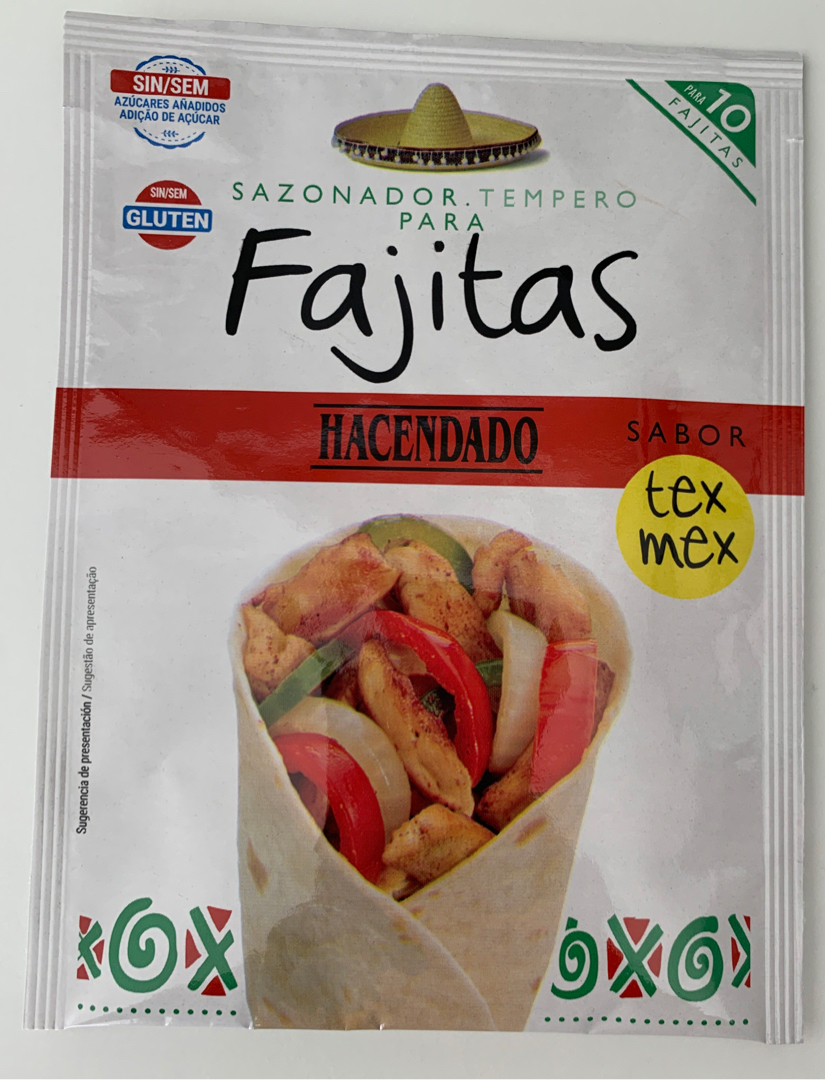 SIN/SEM
AZÚCARES AÑADIDOS
ADIÇÃO DE AÇÚCAR
PARA 10
FAJITAS
SIN/SEM
GLUTEN
SAZONADOR.TEMPERO
PARA
Fajitas
HACENDADO
SABOR
tex
mex
Sugerencia de presentación / Sugestão de apresentação